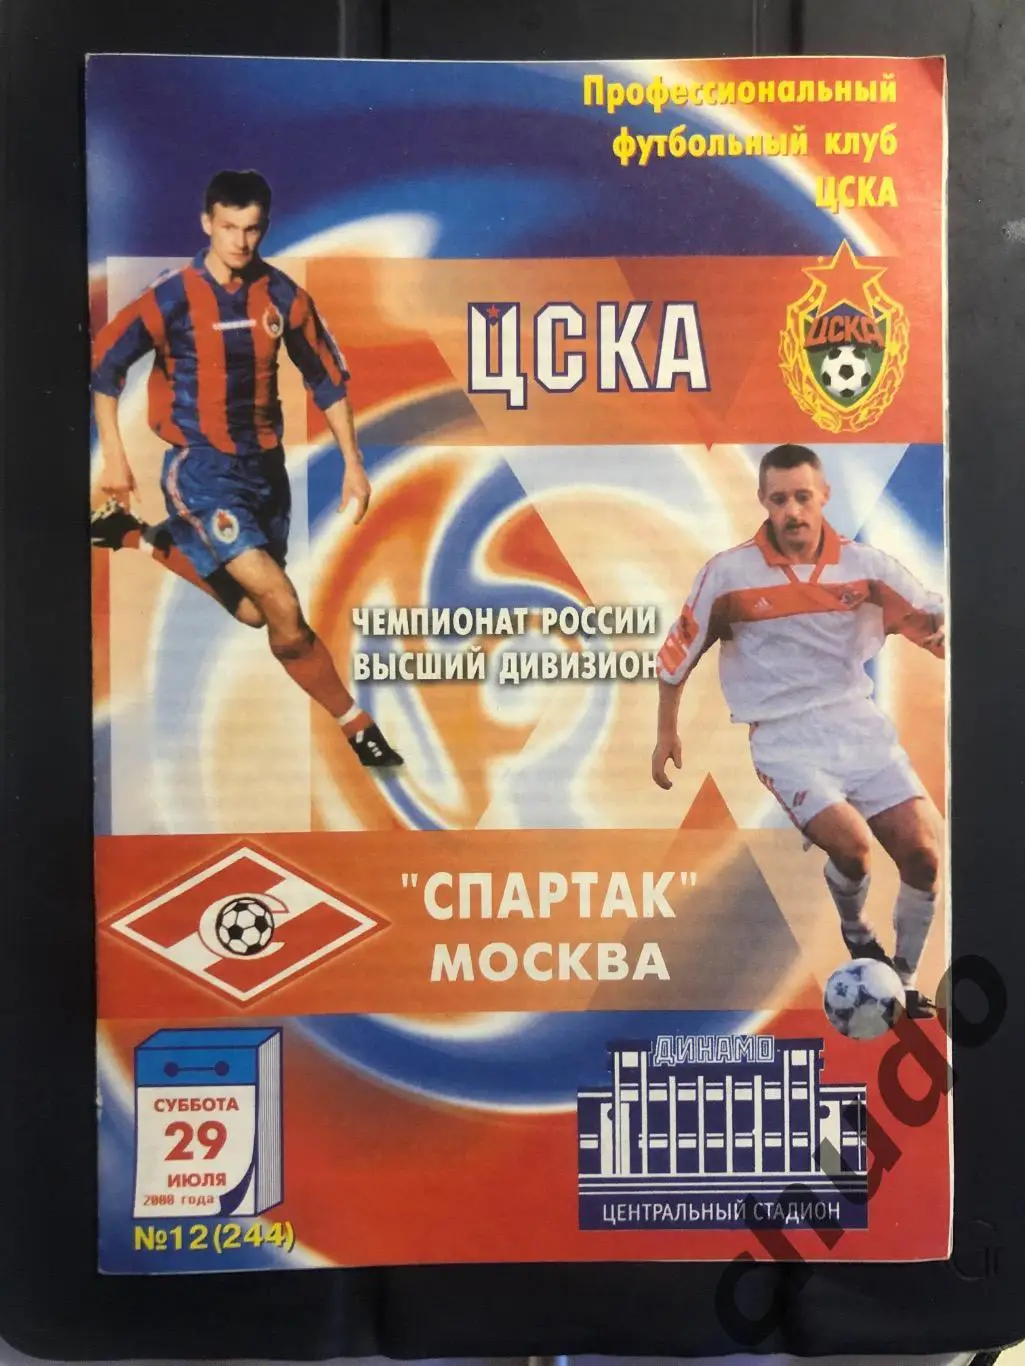 Профессиональный
футбольный клуб
ЦСКА
ЦСКА
ЦСКА
ЧЕМПИОНАТ РОССИИ
ВЫСШИЙ ДИВИЗИОН
"СПАРТАК"
МОСКВА
С
СУББОТА
29
ИЮЛЯ
2000 года
№12(244)
ДИНАМО
ЦЕНТРАЛЬНЫЙ СТАДИОН
chudo